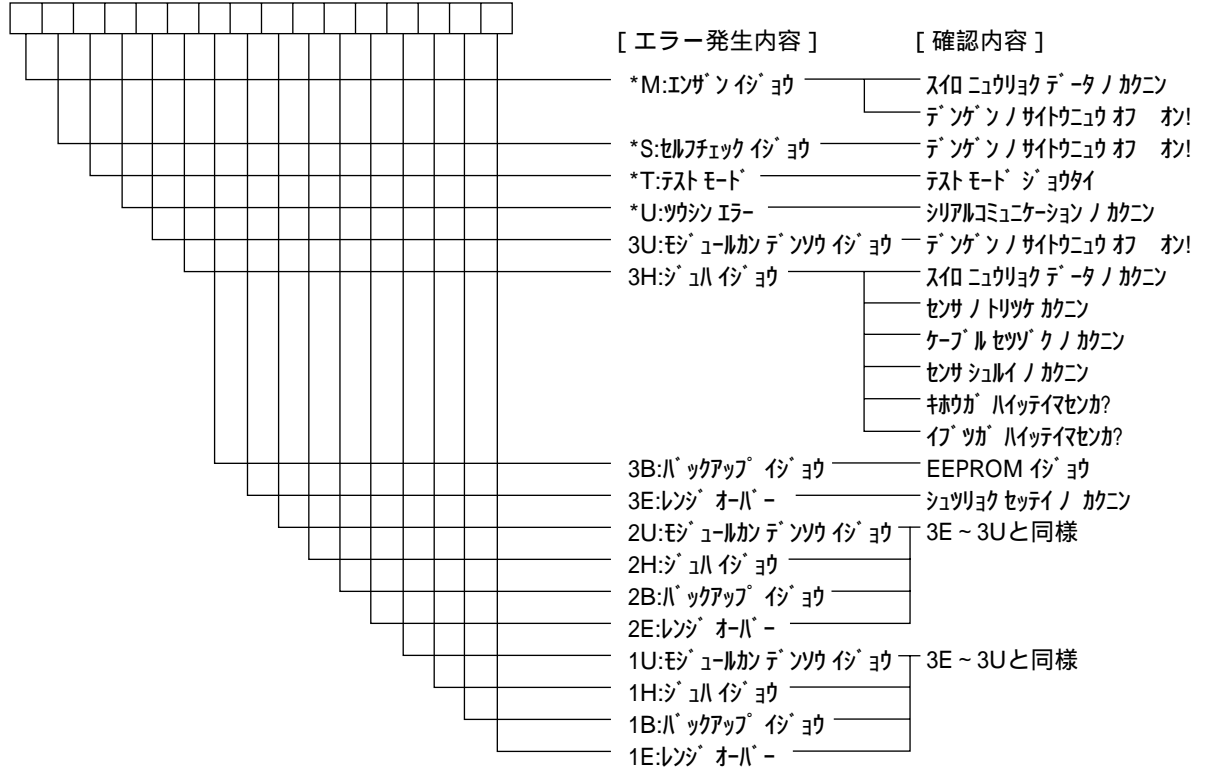 [ エラー発生内容 ] [ 確認内容 ]
*M:ｴﾝｻﾞﾝ ｲｼﾞｮｳ ｽｲﾛ ﾆｭｳﾘｮｸ ﾃﾞｰﾀ ﾉ ｶｸﾆﾝ
ﾃﾞﾝｹﾞﾝ ﾉ ｻｲﾄｳﾆｭｳ ｵﾌ ｵﾝ!
*S:ｾﾙﾌﾁｪｯｸ ｲｼﾞｮｳ ﾃﾞﾝｹﾞﾝ ﾉ ｻｲﾄｳﾆｭｳ ｵﾌ ｵﾝ!
*T:ﾃｽﾄ ﾓｰﾄﾞ ﾃｽﾄ ﾓｰﾄﾞ ｼﾞｮｳﾀｲ
*U:ﾂｳｼﾝ ｴﾗｰ ｼﾘｱﾙｺﾐｭﾆｹｰｼｮﾝ ﾉ ｶｸﾆﾝ
3U:ﾓｼﾞｭｰﾙｶﾝ ﾃﾞﾝｿｳ ｲｼﾞｮｳ ﾃﾞﾝｹﾞﾝ ﾉ ｻｲﾄｳﾆｭｳ ｵﾌ ｵﾝ!
3H:ｼﾞｭﾊ ｲｼﾞｮｳ ｽｲﾛ ﾆｭｳﾘｮｸ ﾃﾞｰﾀ ﾉ ｶｸﾆﾝ
ｾﾝｻ ﾉ ﾄﾘﾂｹ ｶｸﾆﾝ
ｹｰﾌﾞﾙ ｾﾂｿﾞｸ ﾉ ｶｸﾆﾝ
ｾﾝｻ ｼｭﾙｲ ﾉ ｶｸﾆﾝ
ｷﾎｳｶﾞ ﾊｲｯﾃｲﾏｾﾝｶ?
ｲﾌﾞﾂｶﾞ ﾊｲｯﾃｲﾏｾﾝｶ?
3B:ﾊﾞｯｸｱｯﾌﾟ ｲｼﾞｮｳ EEPROM ｲｼﾞｮｳ
3E:ﾚﾝｼﾞ ｵｰﾊﾞｰ ｼｭﾂﾘｮｸ ｾｯﾃｲ ﾉ ｶｸﾆﾝ
2U:ﾓｼﾞｭｰﾙｶﾝ ﾃﾞﾝｿｳ ｲｼﾞｮｳ 3E ~ 3Uと同様
2H:ｼﾞｭﾊ ｲｼﾞｮｳ
2B:ﾊﾞｯｸｱｯﾌﾟ ｲｼﾞｮｳ
2E:ﾚﾝｼﾞ ｵｰﾊﾞｰ
1U:ﾓｼﾞｭｰﾙｶﾝ ﾃﾞﾝｿｳ ｲｼﾞｮｳ 3E ~ 3Uと同様
1H:ｼﾞｭﾊ ｲｼﾞｮｳ
1B:ﾊﾞｯｸｱｯﾌﾟ ｲｼﾞｮｳ
1E:ﾚﾝｼﾞ ｵｰﾊﾞｰ